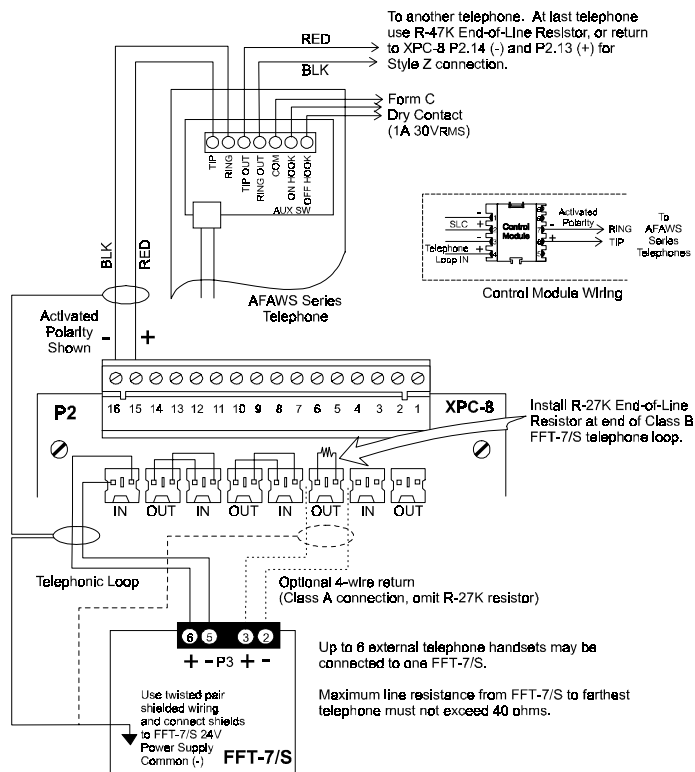 To another telephone. At last telephone
use R-47K End-of-Line Resistor, or return
to XPC-8 P2.14 (-) and P2.13 (+) for
Style Z connection.
RED
BLK
Form C
Dry Contact
(1A 30VRMS)
TIP
RING
TIP OUT
RING OUT
COM
ON HOOK
OFF HOOK
AUX SW
BLK
RED
AFAWS Series
Telephone
Activated
Polarity
Shown
- +
SLC
-
+
-
+
Telephone
Loop IN
1
2
3
4
Control
Module
Activated
Polarity
-
+
RING
TIP
To
AFAWS
Series
Telephones
Control Module Wiring
P2
16 15 14 13 12 11 10 9 8 7 6 5 4 3 2 1
XPC-8
Install R-27K End-of-Line
Resistor at end of Class B
FFT-7/S telephone loop.
IN OUT IN OUT IN OUT IN OUT
Telephonic Loop
Optional 4-wire return
(Class A connection, omit R-27K resistor)
6 5 3 2
+ - P3 + -
Up to 6 external telephone handsets may be
connected to one FFT-7/S.
Maximum line resistance from FFT-7/S to farthest
telephone must not exceed 40 ohms.
Use twisted pair
shielded wiring
and connect shields
to FFT-7/S 24V
Power Supply
Common (-)
FFT-7/S